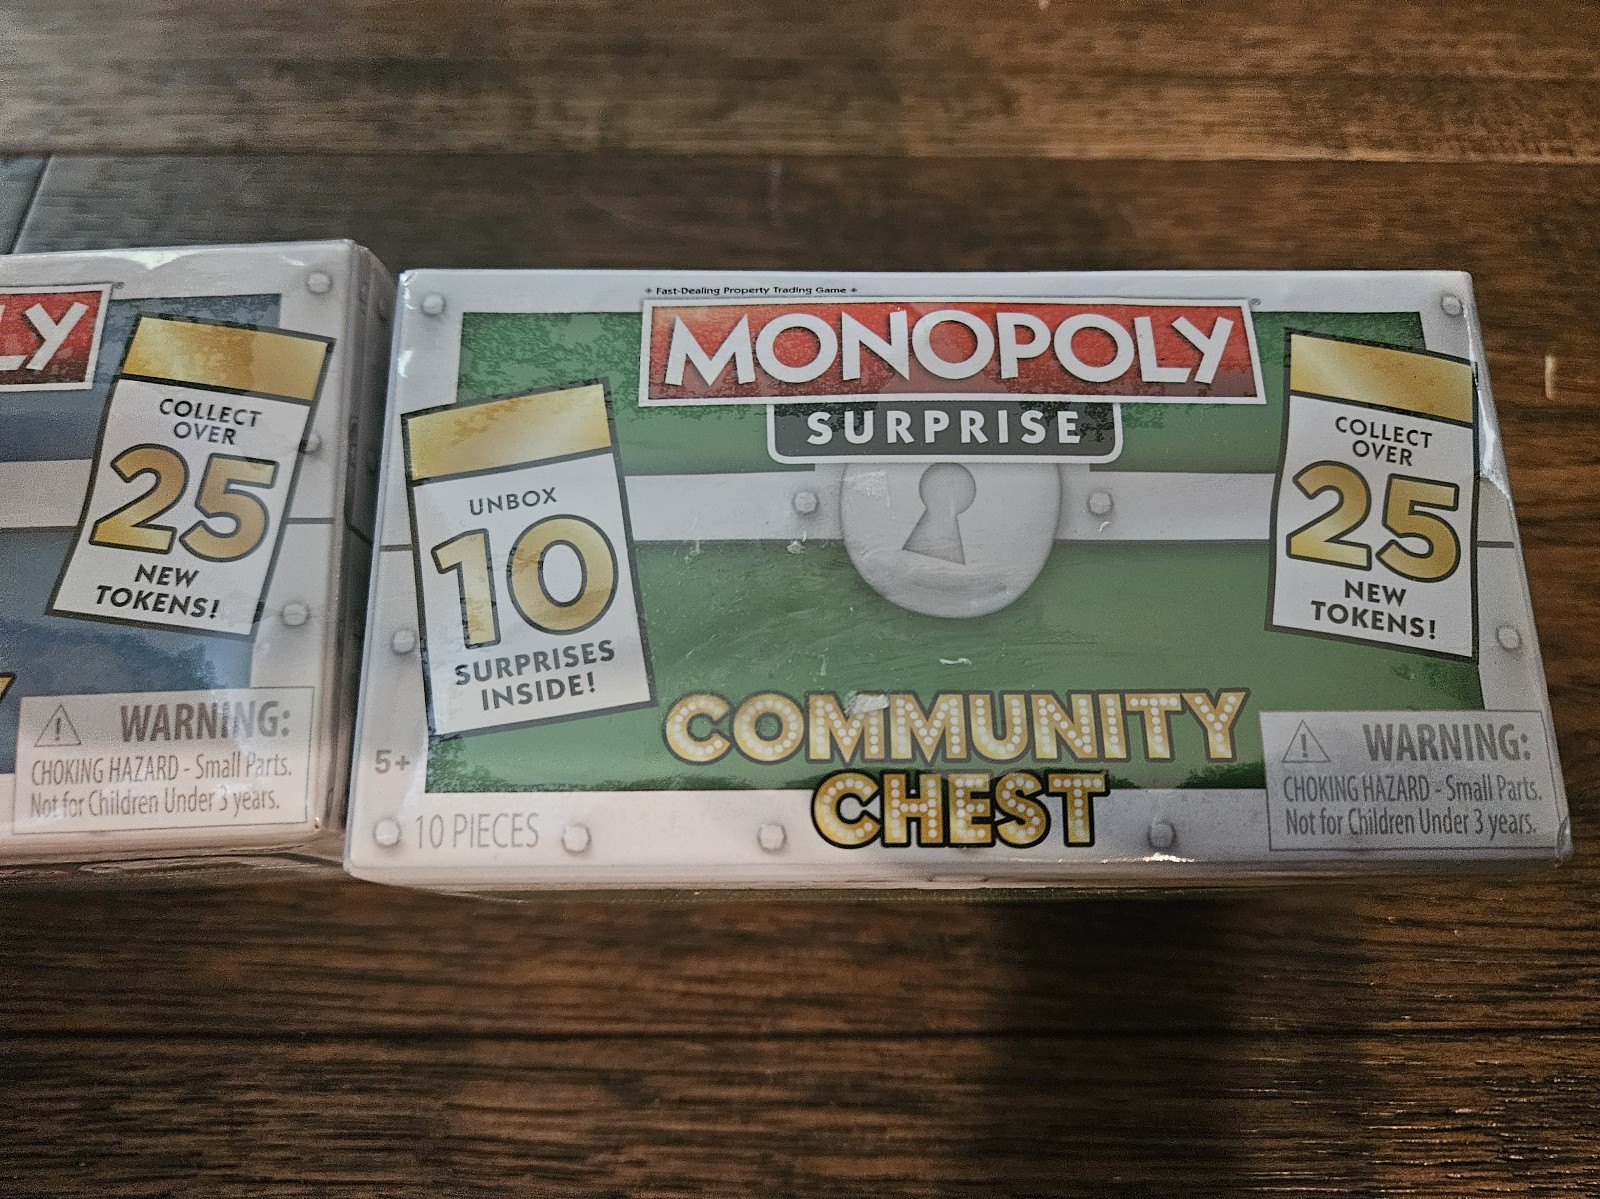 LY
COLLECT
OVER
25
NEW
TOKENS!
WARNING:
CHOKING HAZARD - Small Parts.
Not for Children Under 3 years.
Fast-Dealing Property Trading Game
MONOPOLY
SURPRISE
UNBOX
10
SURPRISES
INSIDE!
COLLECT
OVER
25
NEW
TOKENS!
COMMUNITY
CHEST
5+
10 PIECES
WARNING:
CHOKING HAZARD - Small Parts.
Not for Children Under 3 years.